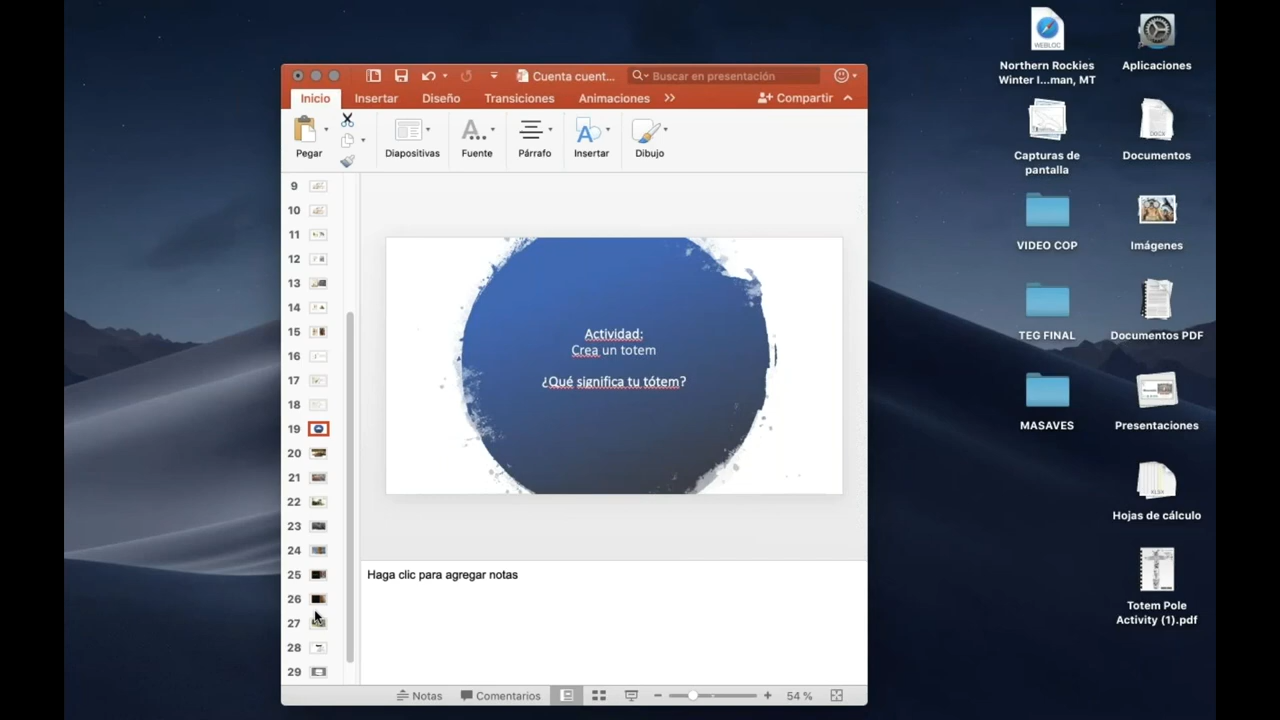 Cuenta cuent...
Buscar en presentación
Inicio
Insertar
Diseño
Transiciones
Animaciones
Compartir
Pegar
Diapositivas
Fuente
Párrafo
Insertar
Dibujo
9
10
11
12
13
14
15
16
17
18
19
20
21
22
23
24
25
26
27
28
29
Actividad:
Crea un totem
¿Qué significa tu tótem?
Haga clic para agregar notas
Notas
Comentarios
54 %
WEBLOC
Northern Rockies
Winter I...man, MT
Aplicaciones
Capturas de
pantalla
DOCX
Documentos
VIDEO COP
Imágenes
TEG FINAL
Documentos PDF
MASAVES
Presentaciones
XLSX
Hojas de cálculo
Totem Pole
Activity (1).pdf